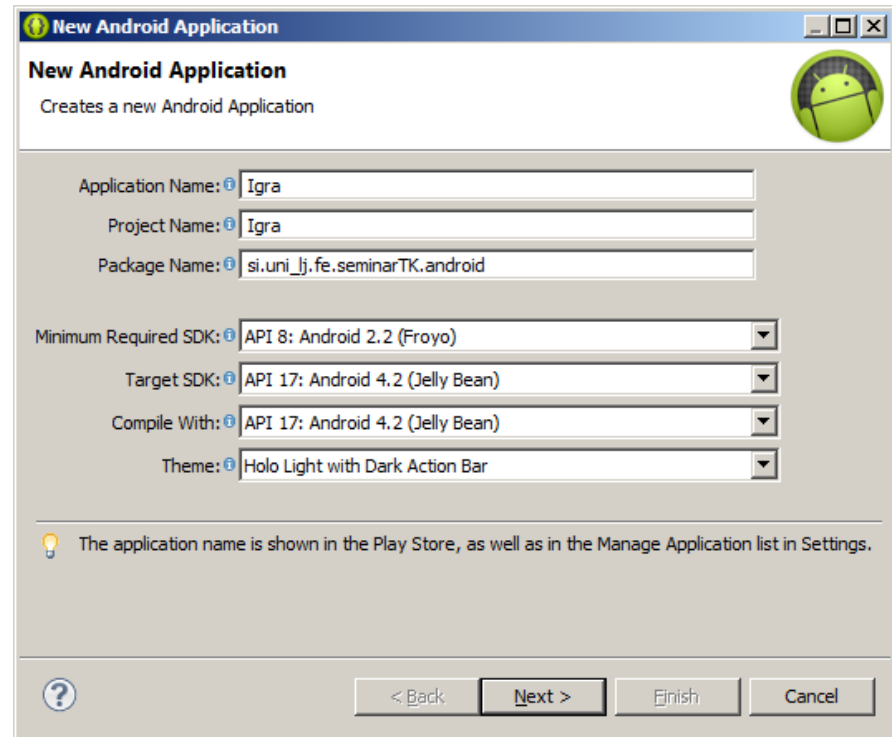 New Android Application
New Android Application
Creates a new Android Application
Application Name: Igra
Project Name: Igra
Package Name: si.uni_lj.fe.seminarTK.android
Minimum Required SDK: API 8: Android 2.2 (Froyo)
Target SDK: API 17: Android 4.2 (Jelly Bean)
Compile With: API 17: Android 4.2 (Jelly Bean)
Theme: Holo Light with Dark Action Bar
The application name is shown in the Play Store, as well as in the Manage Application list in Settings.
? < Back Next > Finish Cancel